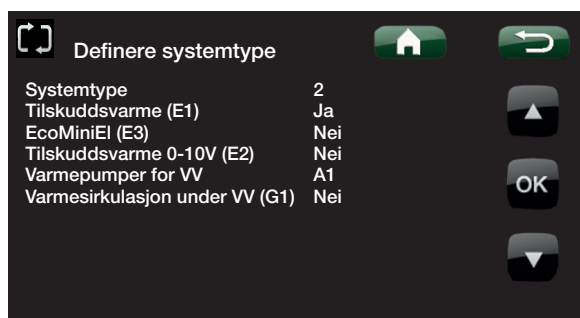 Definere systemtype
Systemtype 2
Tilskuddsvarme (E1) Ja
EcoMiniEl (E3) Nei
Tilskuddsvarme 0-10V (E2) Nei
Varmepumper for VV A1
Varmesirkulasjon under VV (G1) Nei
OK